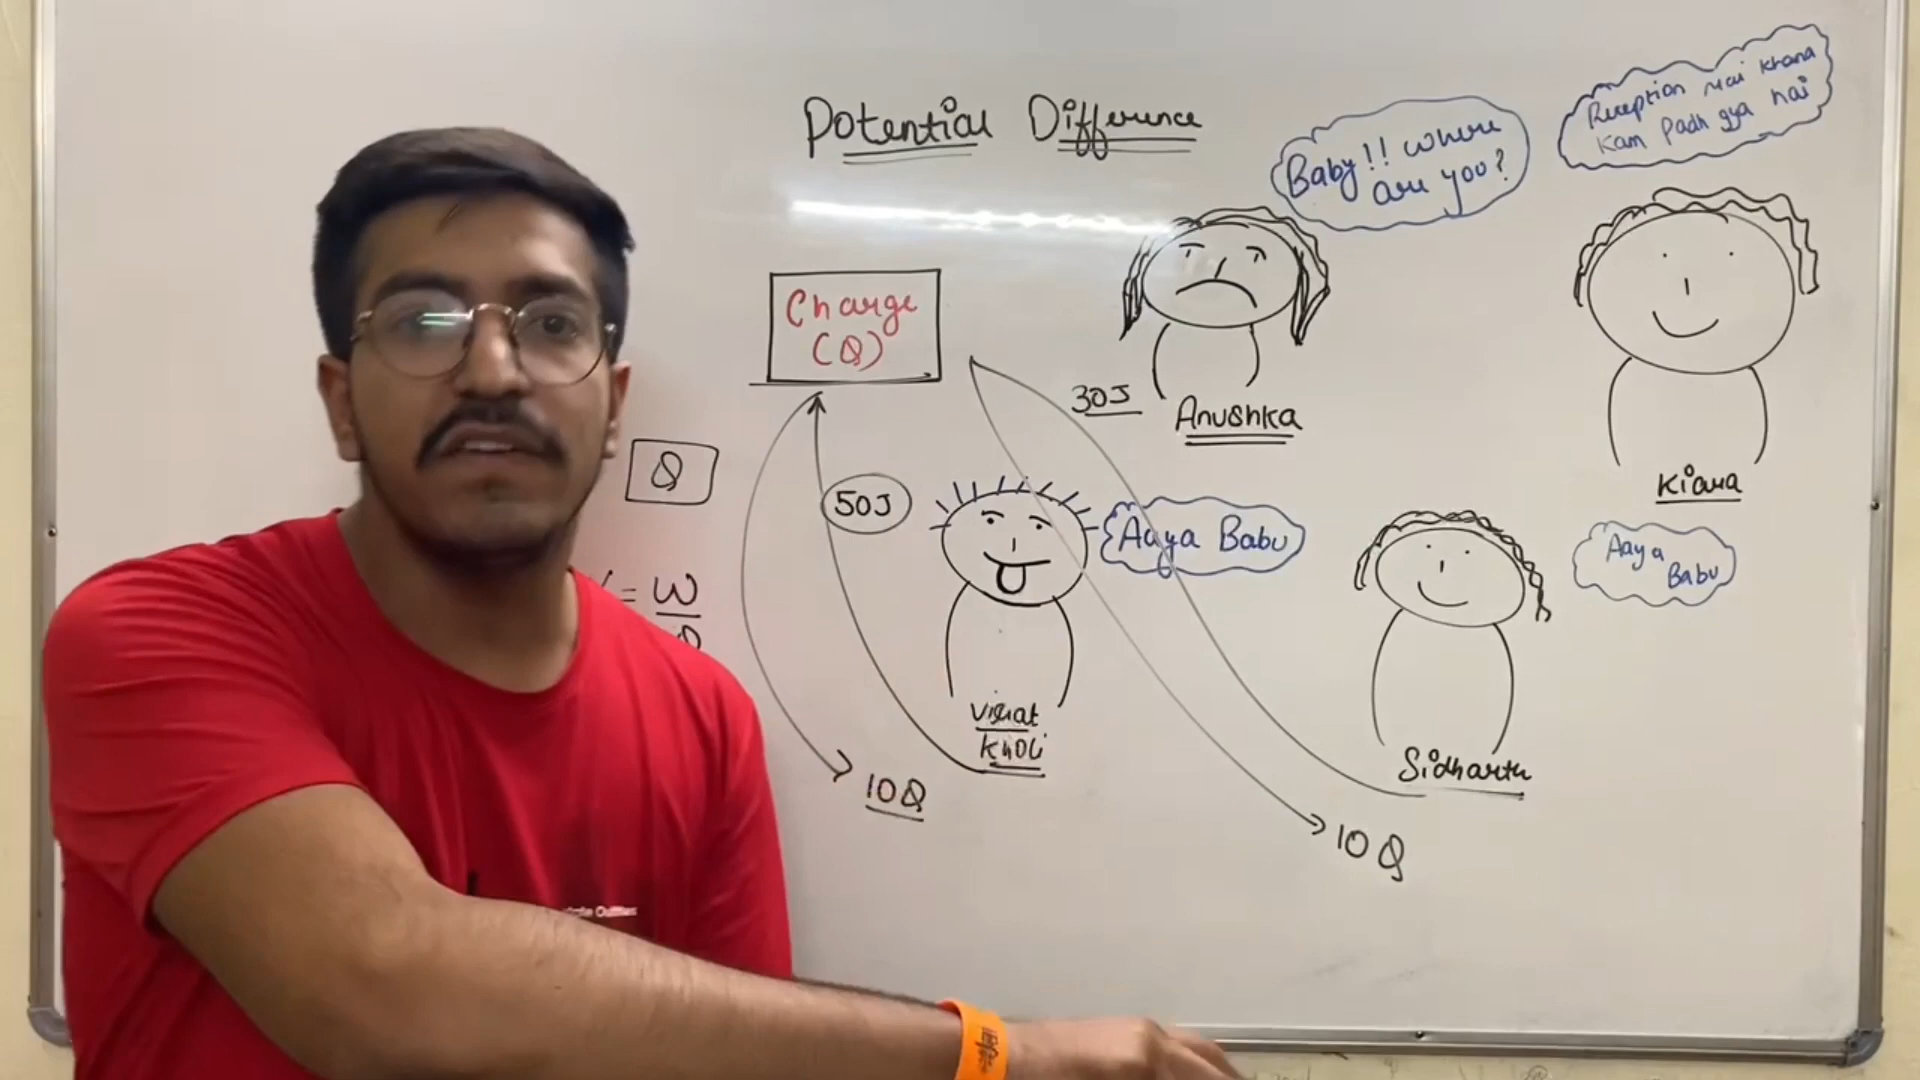 Potential Difference
Baby!! where
are you?
Reception mai khana
kam padh gya hai
Charge
(Q)
30J
Anushka
Kiara
Q
50J
Aaya Babu
Aaya
Babu
= W
Q
Virat
Kholi
10Q
Sidharth
10 Q